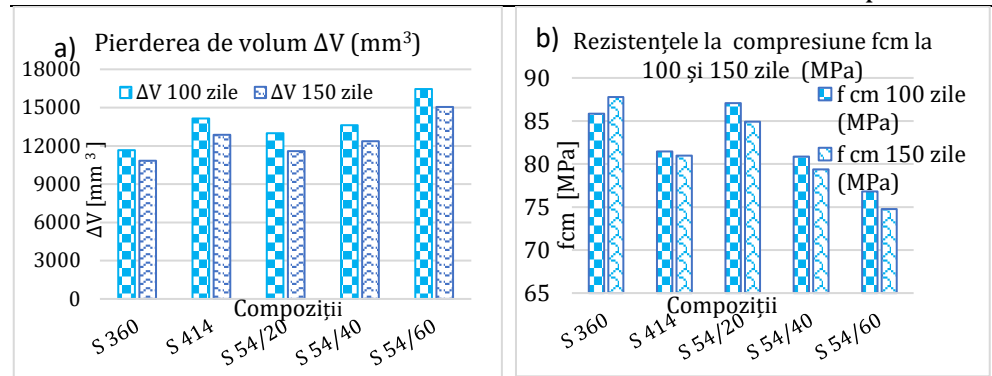 a) Pierderea de volum ΔV (mm³)
18000
15000
12000
9000
6000
3000
0
ΔV [mm ³]
ΔV 100 zile
ΔV 150 zile
Compoziții
S 360
S 414
S 54/20
S 54/40
S 54/60
b) Rezistențele la compresiune fcm la
100 și 150 zile (MPa)
90
85
80
75
70
65
fcm [MPa]
f cm 100 zile
(MPa)
f cm 150 zile
(MPa)
Compoziții
S 360
S 414
S 54/20
S 54/40
S 54/60